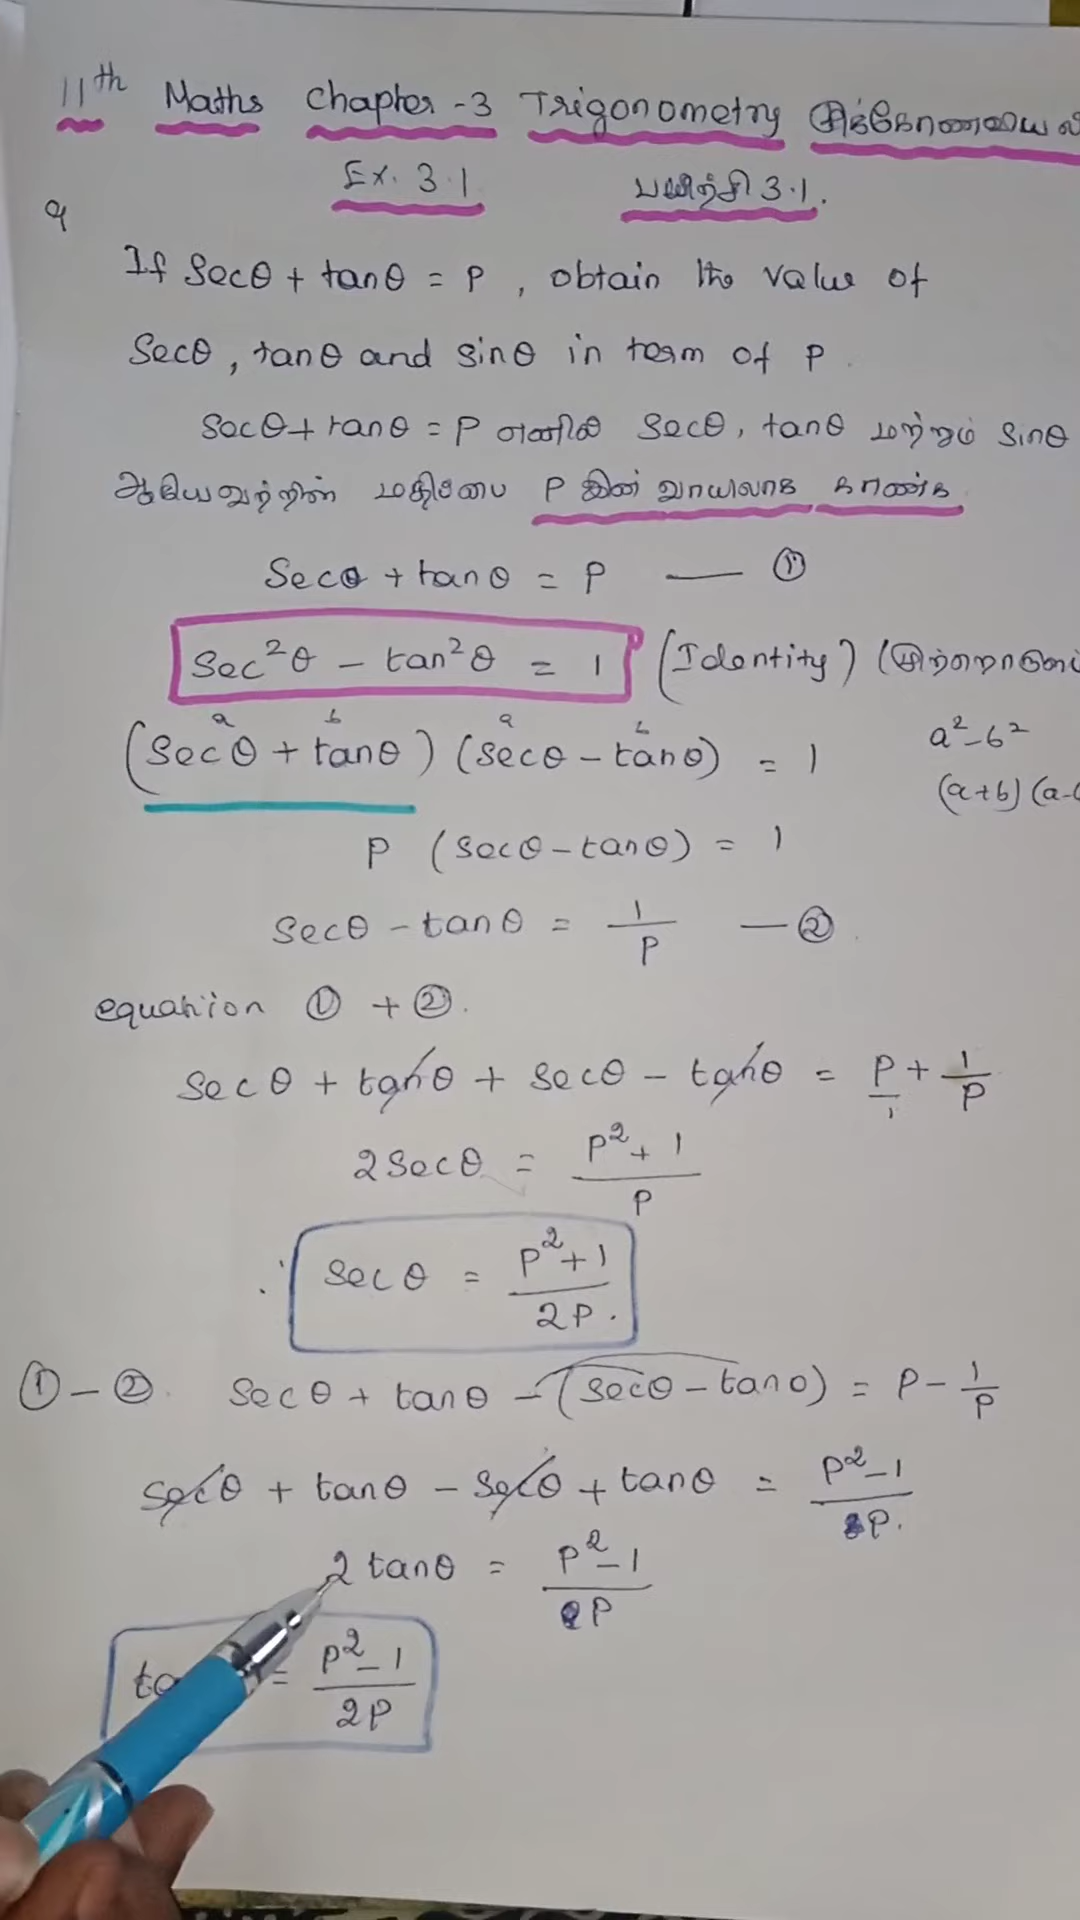 11th Maths Chapter - 3 Trigonometry
Ex. 3.1 பயிற்சி 3.1.
9
If Secθ + tanθ = P , obtain the value of
Secθ , tanθ and sinθ in term of P .
Secθ + tanθ = P எனில் Secθ, tanθ மற்றும் Sinθ
ஆகியவற்றின் மதிப்பை P இன் வாயிலாக காண்க
Secθ + tanθ = P — ①
Sec²θ – tan²θ = 1 (Identity)
a b a b a² – b²
(Secθ + tanθ) (Secθ – tanθ) = 1 (a+b) (a-
P (Secθ – tanθ) = 1
Secθ – tanθ = 1/P — ②
equation ① + ②.
Secθ + tanθ + Secθ – tanθ = P/1 + 1/P
2 Secθ = P² + 1 / P
∴ Secθ = P² + 1 / 2P.
① – ②. Secθ + tanθ – (Secθ – tanθ) = P – 1/P
Secθ + tanθ – Secθ + tanθ = P² – 1 / P.
2 tanθ = P² – 1 / P
= P² – 1 / 2P